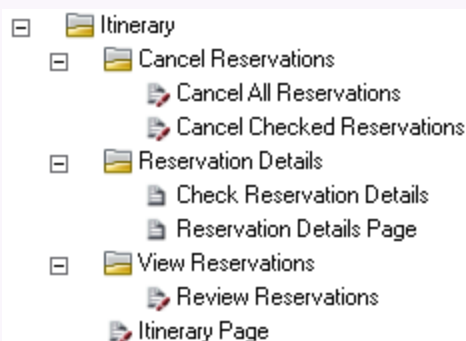 Itinerary
Cancel Reservations
Cancel All Reservations
Cancel Checked Reservations
Reservation Details
Check Reservation Details
Reservation Details Page
View Reservations
Review Reservations
Itinerary Page